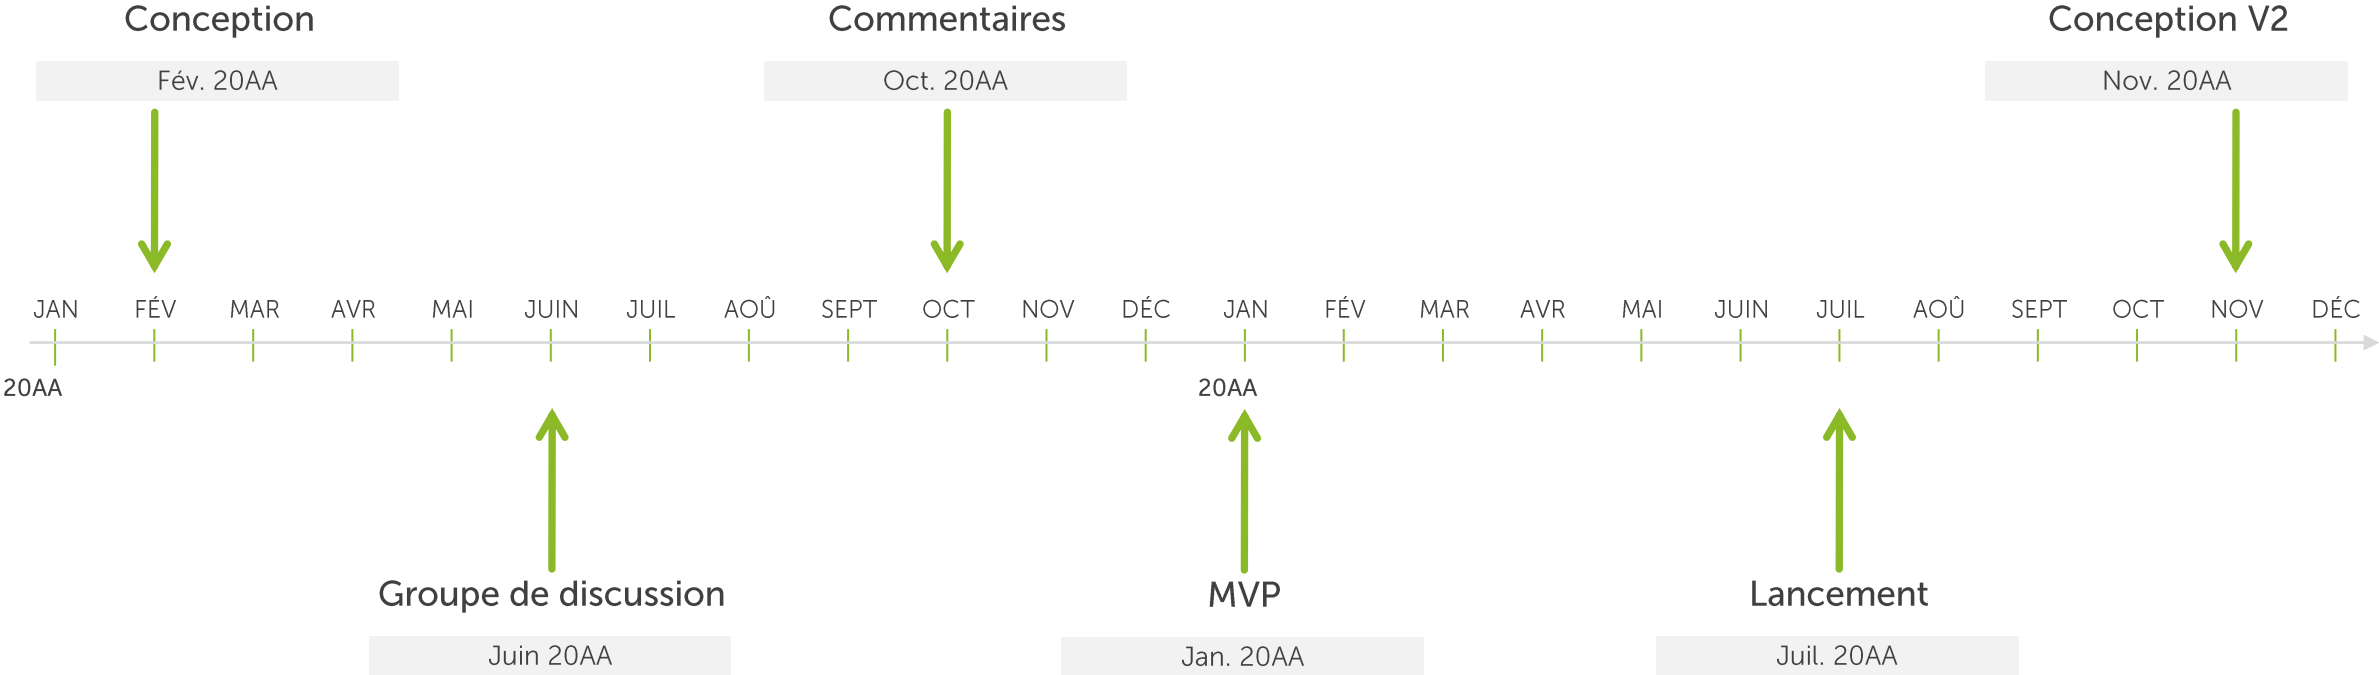 Conception
Commentaires
Conception V2
Fév. 20AA
Oct. 20AA
Nov. 20AA
JAN FÉV MAR AVR MAI JUIN JUIL AOÛ SEPT OCT NOV DÉC JAN FÉV MAR AVR MAI JUIN JUIL AOÛ SEPT OCT NOV DÉC
20AA
20AA
Groupe de discussion
MVP
Lancement
Juin 20AA
Jan. 20AA
Juil. 20AA